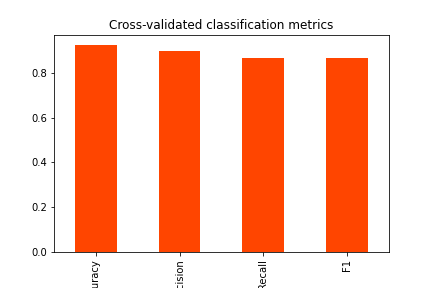 Cross-validated classification metrics
0.8
0.6
0.4
0.2
0.0
uracy
cision
Recall
F1